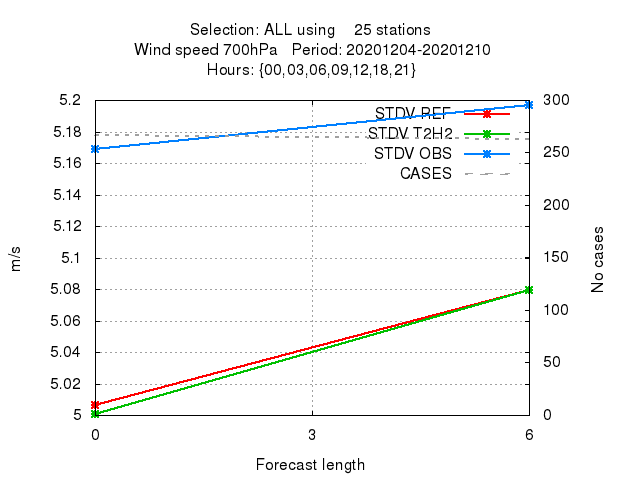 Selection: ALL using 25 stations
Wind speed 700hPa Period: 20201204-20201210
Hours: {00,03,06,09,12,18,21}
5.2
5.18
5.16
5.14
5.12
5.1
5.08
5.06
5.04
5.02
5
m/s
STDV REF
STDV T2H2
STDV OBS
CASES
300
250
200
150
100
50
0
No cases
0 3 6
Forecast length